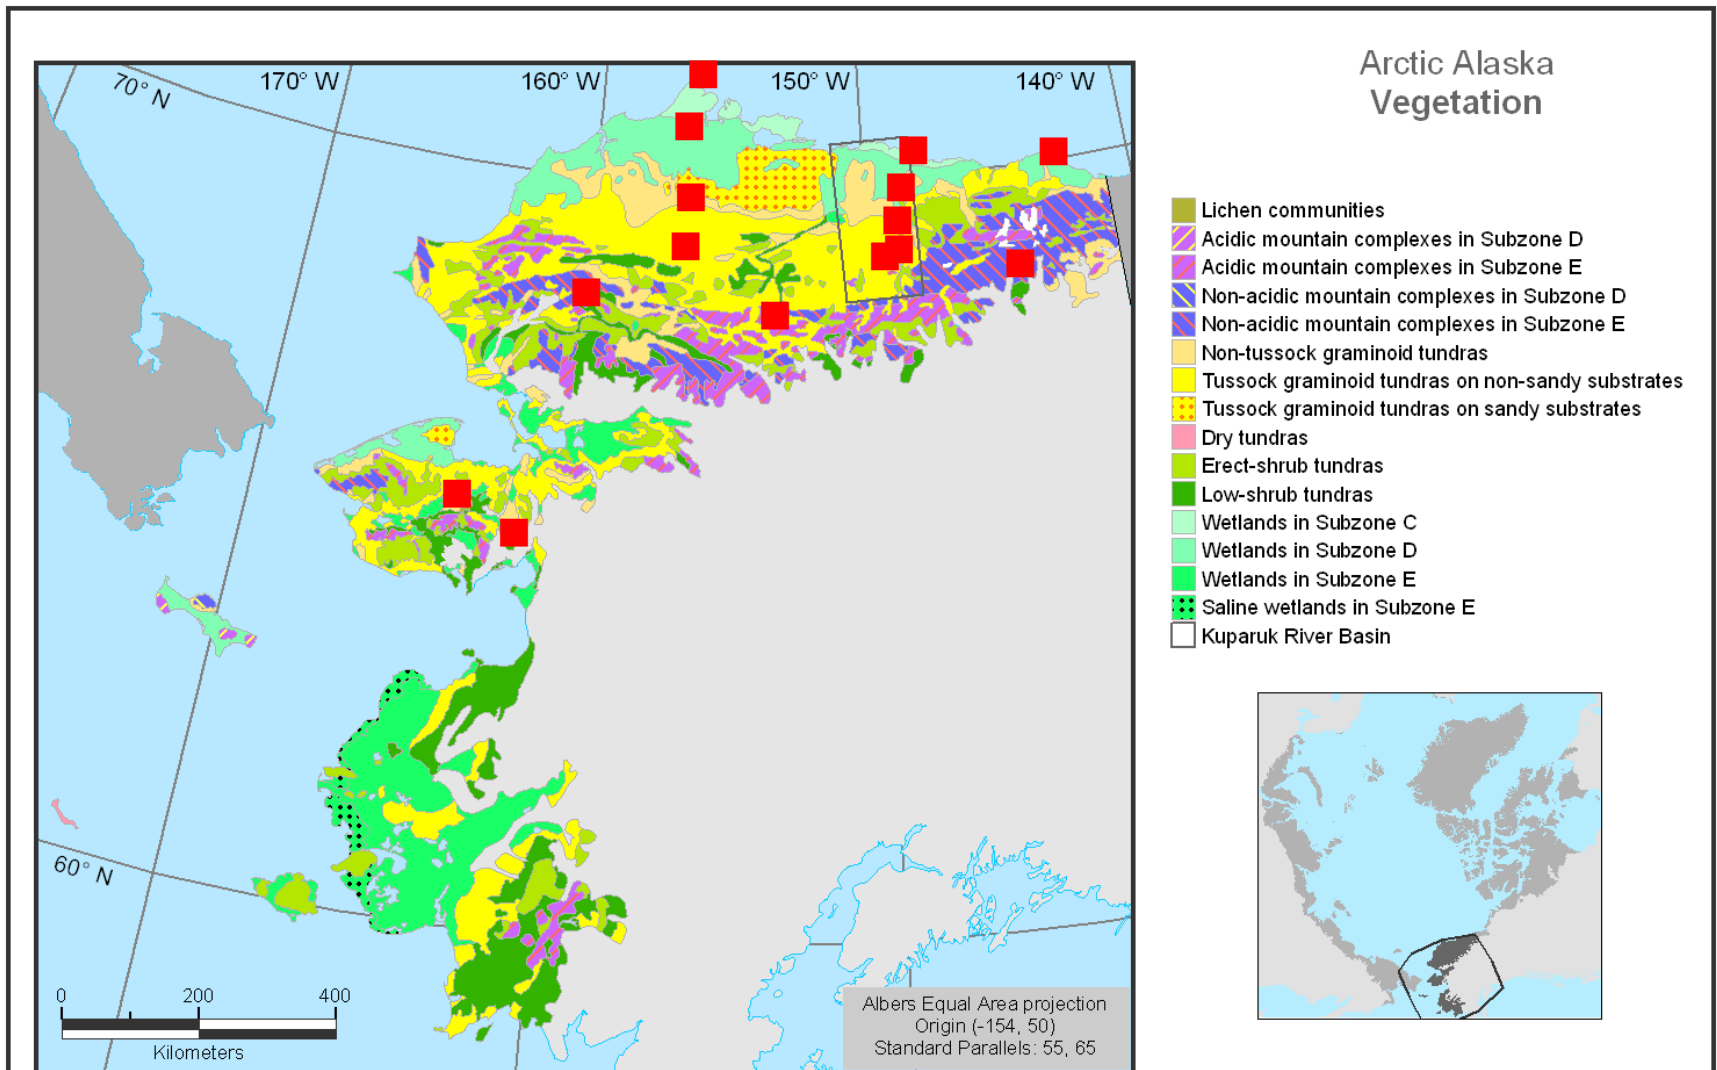 Arctic Alaska
Vegetation
70° N
170° W
160° W
150° W
140° W
Lichen communities
Acidic mountain complexes in Subzone D
Acidic mountain complexes in Subzone E
Non-acidic mountain complexes in Subzone D
Non-acidic mountain complexes in Subzone E
Non-tussock graminoid tundras
Tussock graminoid tundras on non-sandy substrates
Tussock graminoid tundras on sandy substrates
Dry tundras
Erect-shrub tundras
Low-shrub tundras
Wetlands in Subzone C
Wetlands in Subzone D
Wetlands in Subzone E
Saline wetlands in Subzone E
Kuparuk River Basin
60° N
0 200 400
Kilometers
Albers Equal Area projection
Origin (-154, 50)
Standard Parallels: 55, 65